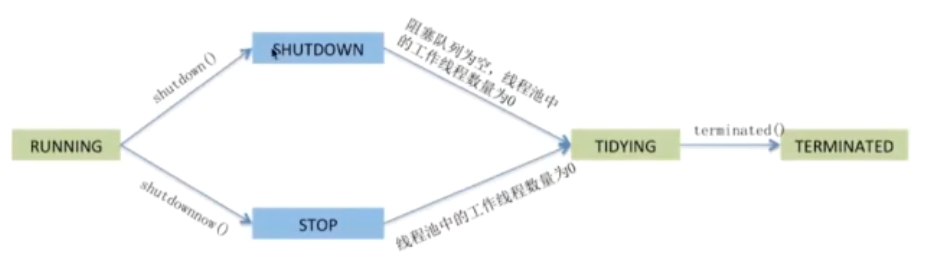 SHUTDOWN
阻塞队列为空，线程池中
的工作线程数量为0
shutdown()
RUNNING
TIDYING
terminated()
TERMINATED
shutdownnow()
STOP
线程池中的工作线程数量为0